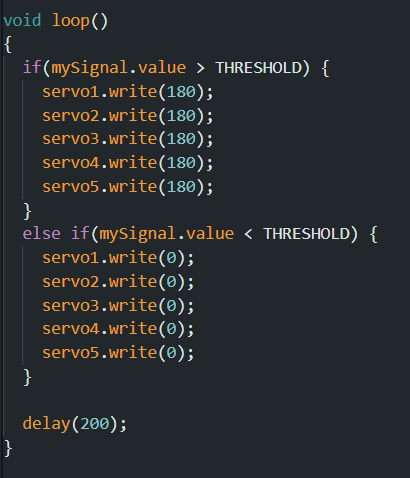 void loop()
{
  if(mySignal.value > THRESHOLD) {
    servo1.write(180);
    servo2.write(180);
    servo3.write(180);
    servo4.write(180);
    servo5.write(180);
  }
  else if(mySignal.value < THRESHOLD) {
    servo1.write(0);
    servo2.write(0);
    servo3.write(0);
    servo4.write(0);
    servo5.write(0);
  }
  delay(200);
}